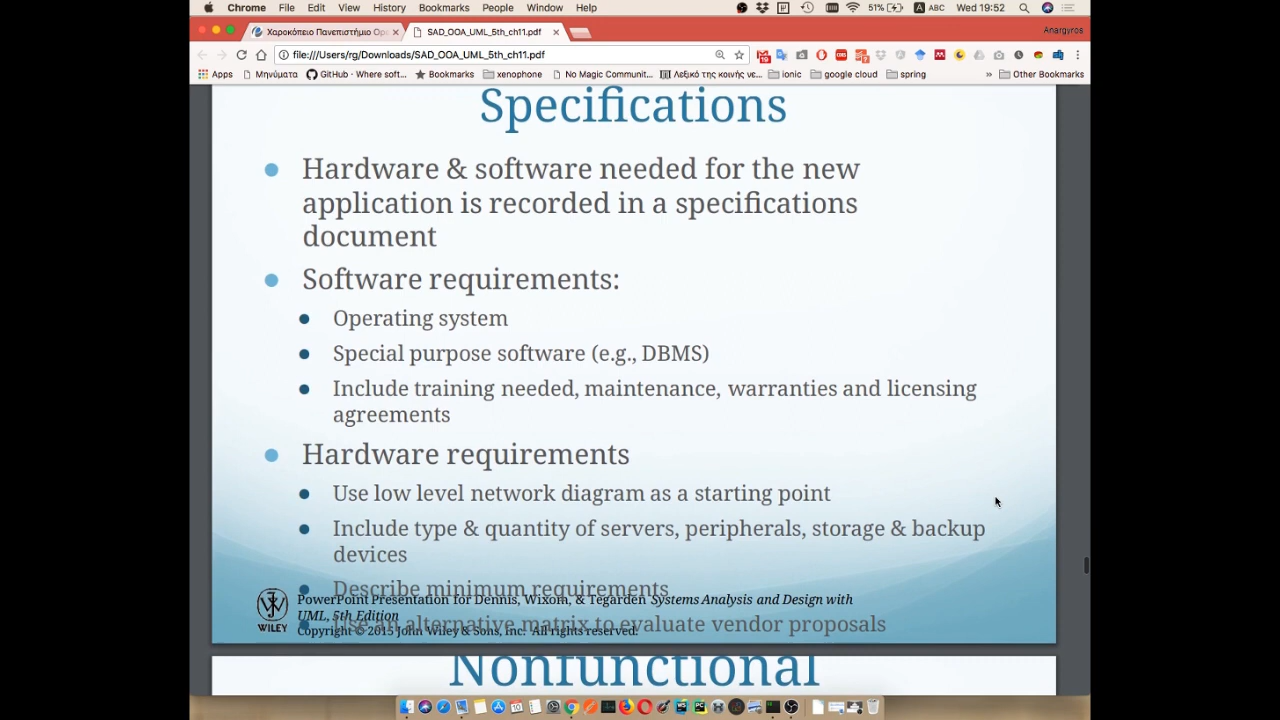 Chrome File Edit View History Bookmarks People Window Help 51% ABC Wed 19:52
Χαροκόπειο Πανεπιστήμιο Ορα SAD_OOA_UML_5th_ch11.pdf Anargyros
file:///Users/rg/Downloads/SAD_OOA_UML_5th_ch11.pdf
Apps Μηνύματα GitHub · Where soft... Bookmarks xenophone No Magic Communit... Λεξικό της κοινής νε... ionic google cloud spring » Other Bookmarks
Specifications
Hardware & software needed for the new
application is recorded in a specifications
document
Software requirements:
Operating system
Special purpose software (e.g., DBMS)
Include training needed, maintenance, warranties and licensing
agreements
Hardware requirements
Use low level network diagram as a starting point
Include type & quantity of servers, peripherals, storage & backup
devices
Describe minimum requirements
PowerPoint Presentation for Dennis, Wixom, & Tegarden Systems Analysis and Design with
UML, 5th Edition
Use an alternative matrix to evaluate vendor proposals
Copyright © 2015 John Wiley & Sons, Inc. All rights reserved.
WILEY
Nonfunctional